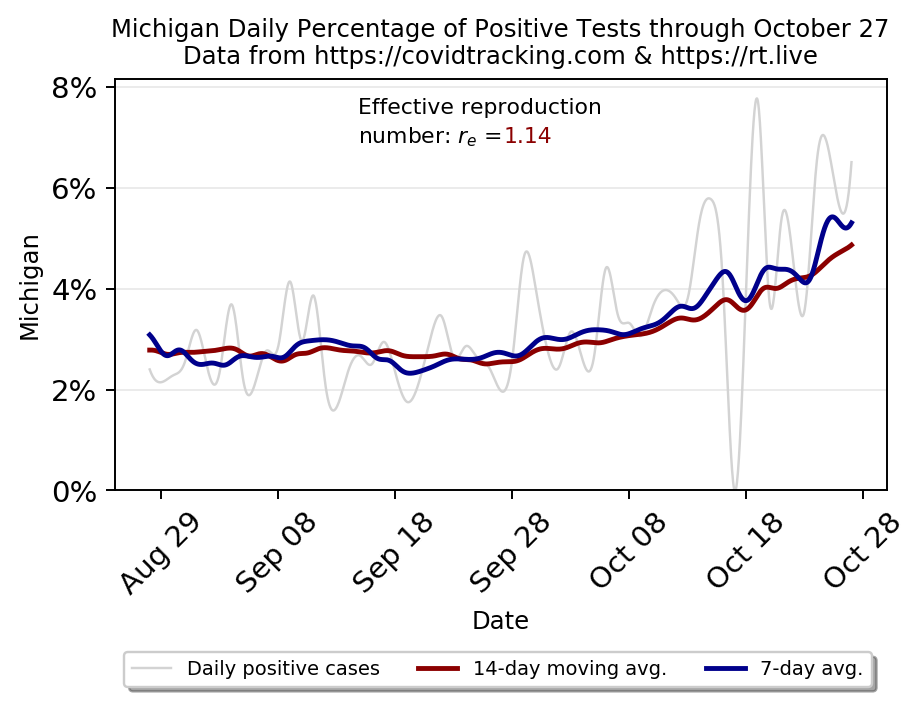 Michigan Daily Percentage of Positive Tests through October 27
Data from https://covidtracking.com & https://rt.live
8%
6%
4%
2%
0%
Michigan
Effective reproduction
number: rₑ =1.14
Aug 29
Sep 08
Sep 18
Sep 28
Oct 08
Oct 18
Oct 28
Date
Daily positive cases
14-day moving avg.
7-day avg.